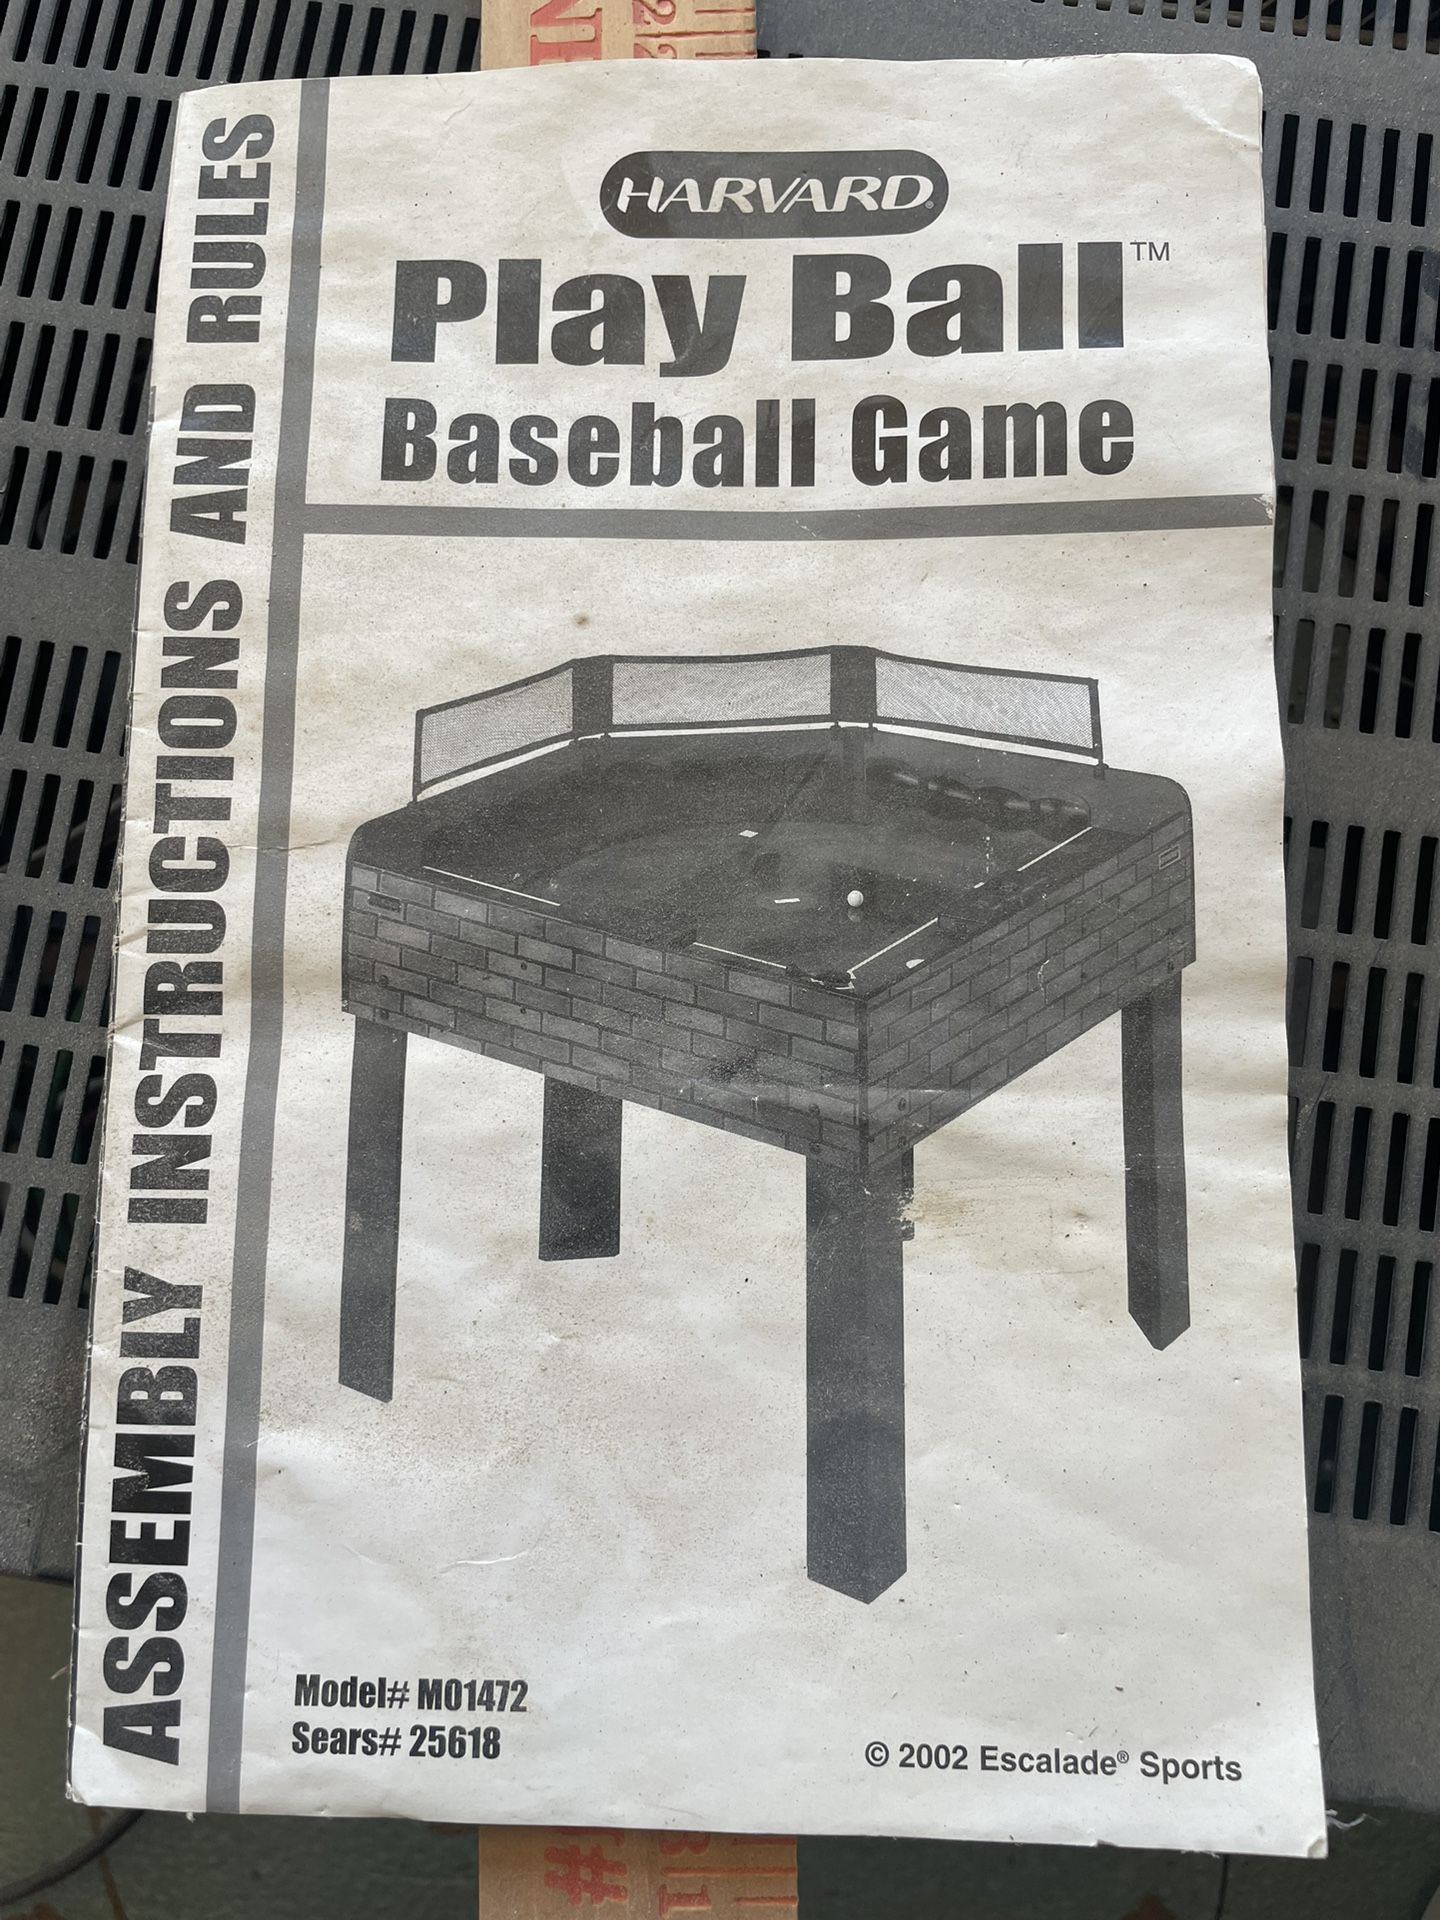 HARVARD®
Play Ball™
Baseball Game
ASSEMBLY INSTRUCTIONS AND RULES
Model# M01472
Sears# 25618
© 2002 Escalade® Sports